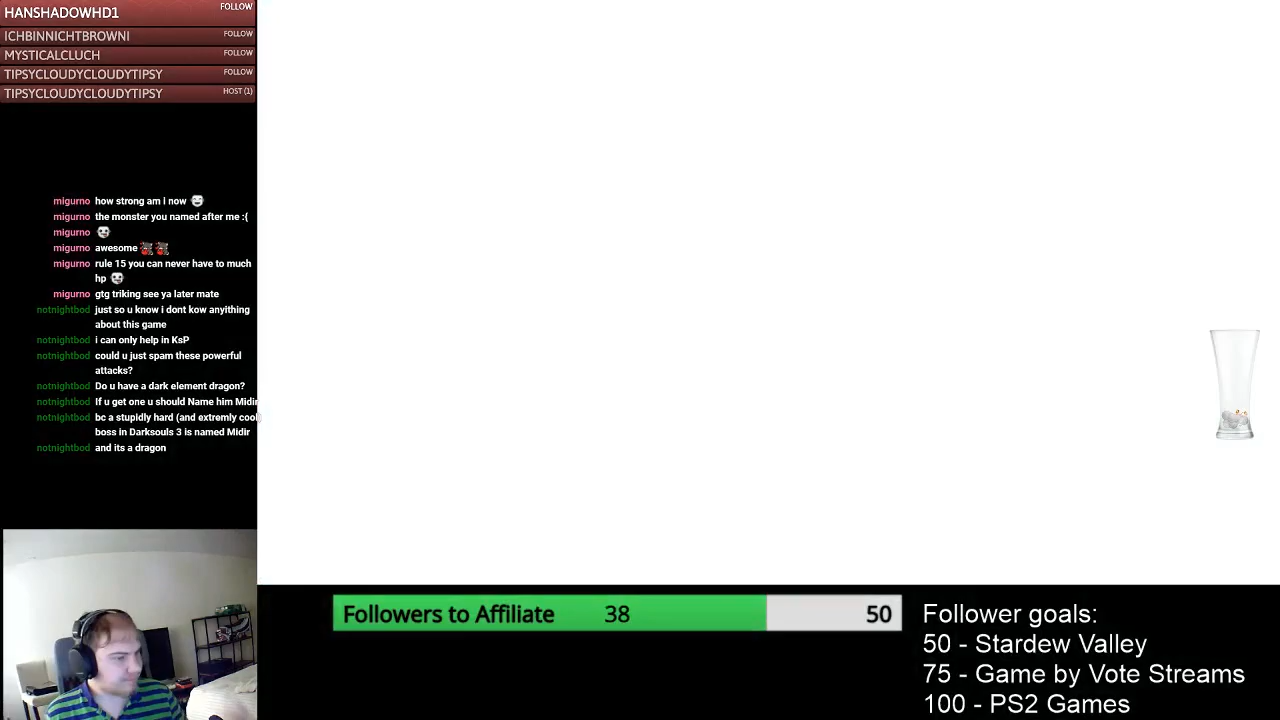 HANSHADOWHD1 FOLLOW
ICHBINNICHTBROWNI FOLLOW
MYSTICALCLUCH FOLLOW
TIPSYCLOUDYCLOUDYTIPSY FOLLOW
TIPSYCLOUDYCLOUDYTIPSY HOST (1)
migurno how strong am i now
migurno the monster you named after me :(
migurno
migurno awesome
migurno rule 15 you can never have to much
hp
migurno gtg triking see ya later mate
notnightbod just so u know i dont kow anyithing
about this game
notnightbod i can only help in KsP
notnightbod could u just spam these powerful
attacks?
notnightbod Do u have a dark element dragon?
notnightbod If u get one u should Name him Midir
notnightbod bc a stupidly hard (and extremly cool
boss in Darksouls 3 is named Midir
notnightbod and its a dragon
Followers to Affiliate 38 50
Follower goals:
50 - Stardew Valley
75 - Game by Vote Streams
100 - PS2 Games